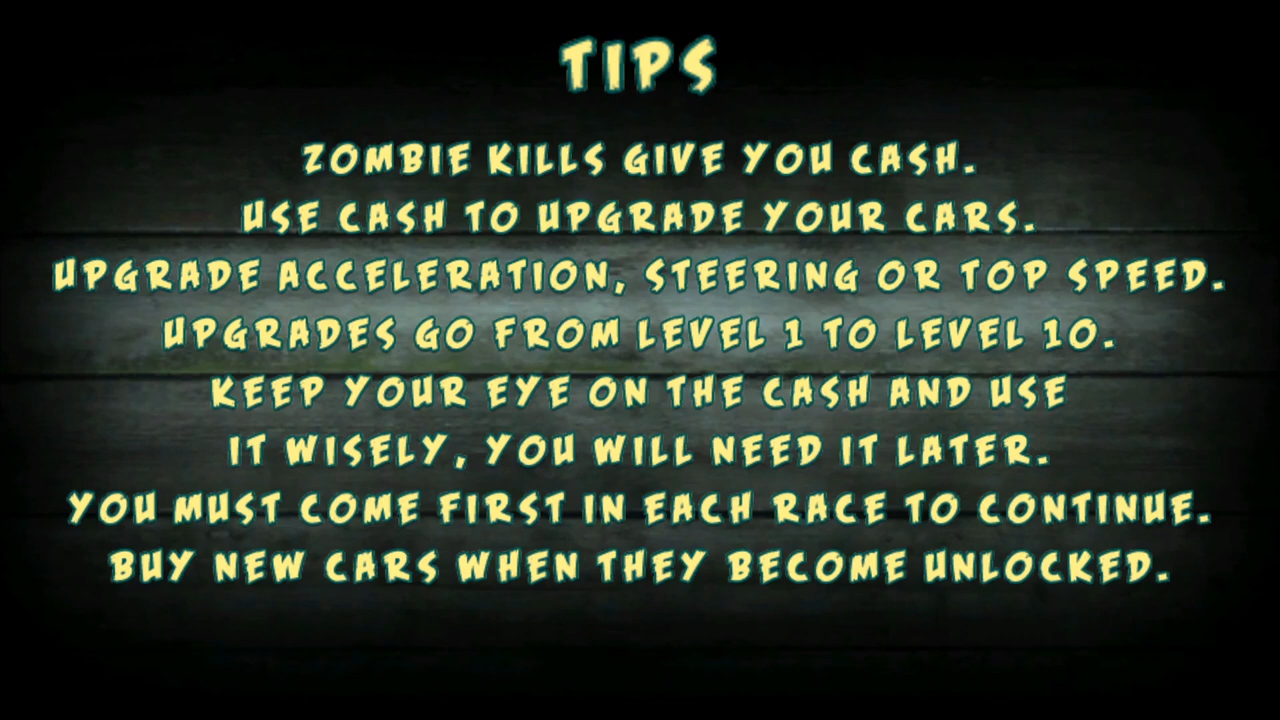 TIPS
ZOMBIE KILLS GIVE YOU CASH.
USE CASH TO UPGRADE YOUR CARS.
UPGRADE ACCELERATION, STEERING OR TOP SPEED.
UPGRADES GO FROM LEVEL 1 TO LEVEL 10.
KEEP YOUR EYE ON THE CASH AND USE
IT WISELY, YOU WILL NEED IT LATER.
YOU MUST COME FIRST IN EACH RACE TO CONTINUE.
BUY NEW CARS WHEN THEY BECOME UNLOCKED.